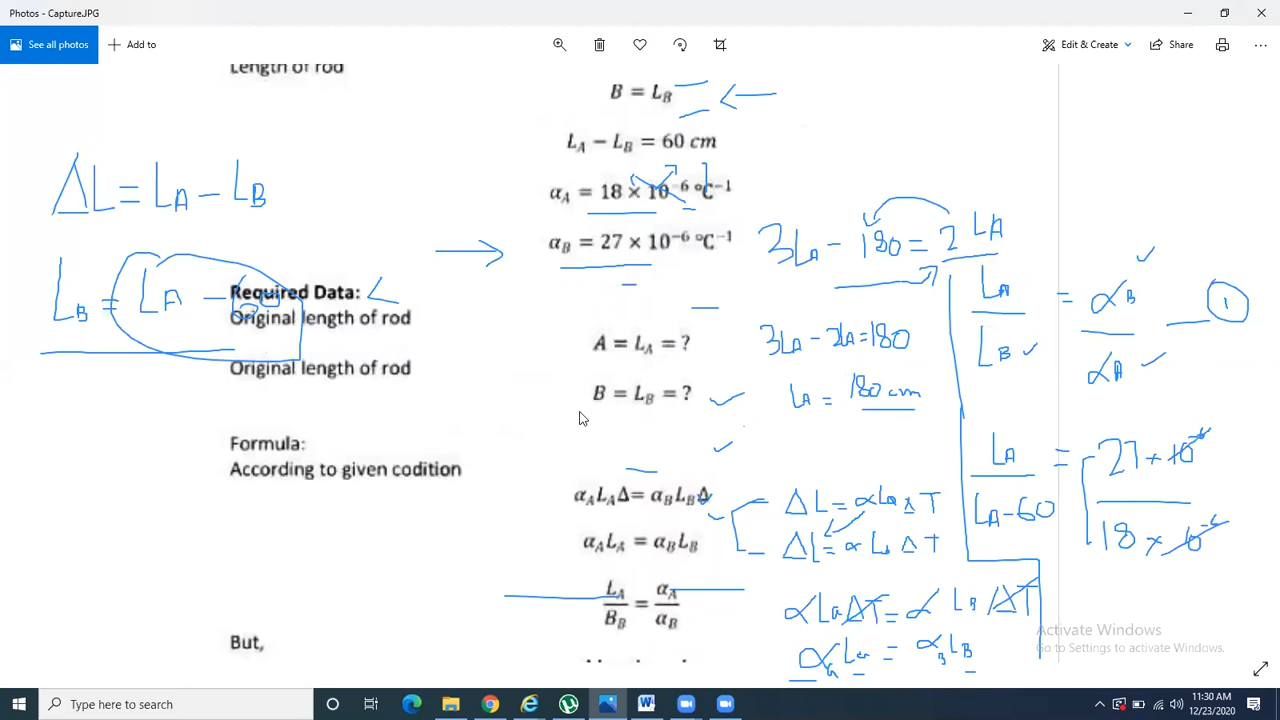 Photos - Capture.JPG
See all photos
Add to
Edit & Create
Share
Length of rod
B = L_B
L_A − L_B = 60 cm
α_A = 18 × 10⁻⁶ °C⁻¹
α_B = 27 × 10⁻⁶ °C⁻¹
Required Data:
Original length of rod
A = L_A = ?
Original length of rod
B = L_B = ?
Formula:
According to given codition
α_A L_A Δ= α_B L_B Δ
α_A L_A = α_B L_B
L_A / B_B = α_A / α_B
But,
ΔL = L_A − L_B
L_B = L_A − 60
3L_A − 180 = 2 L_A
3L_A − 2L_A = 180
L_A = 180 cm
ΔL = αL_A ΔT
ΔL = α L_B ΔT
αL_A ΔT = α L_B ΔT
α_A L_A = α_B L_B
L_A / L_B = α_B / α_A
1
L_A / L_A − 60 = 27 × 10⁻⁶ / 18 × 10⁻⁶
Activate Windows
Go to Settings to activate Windows.
Type here to search
11:30 AM
12/23/2020